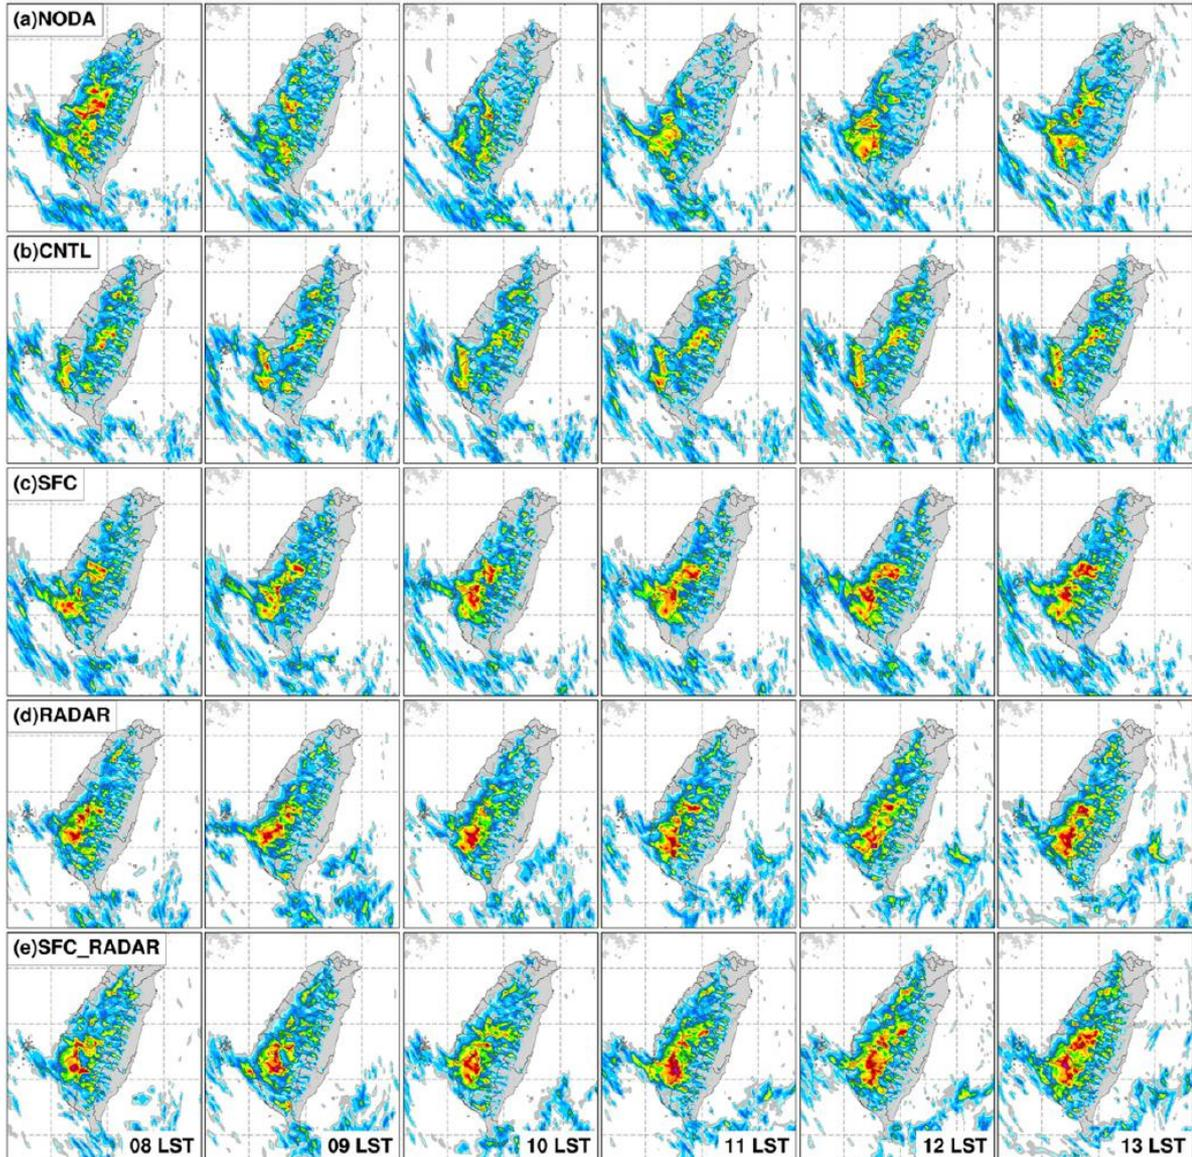 (a)NODA
(b)CNTL
(c)SFC
(d)RADAR
(e)SFC_RADAR
08 LST
09 LST
10 LST
11 LST
12 LST
13 LST